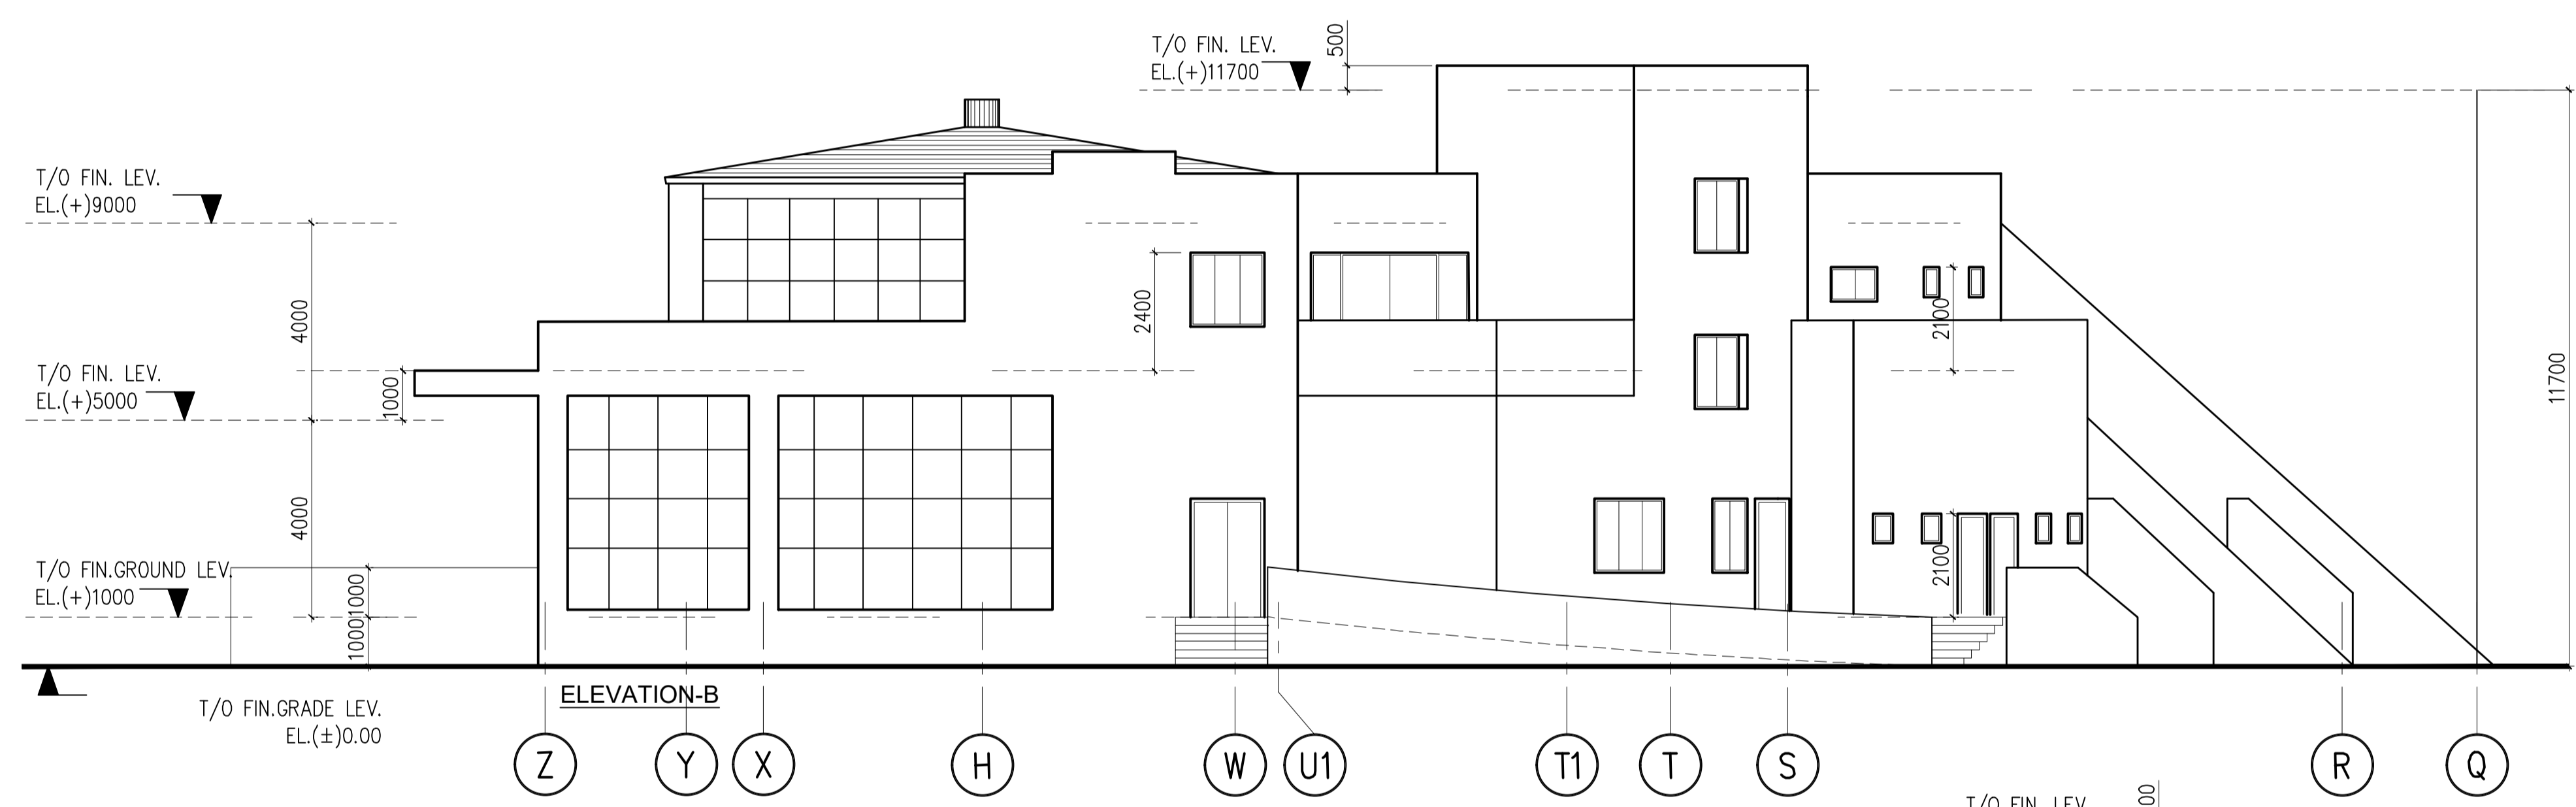 T/O FIN. LEV.
EL.(+)11700
500
T/O FIN. LEV.
EL.(+)9000
4000
2400
2100
11700
T/O FIN. LEV.
EL.(+)5000
1000
4000
2100
T/O FIN.GROUND LEV.
EL.(+)1000
1000
1000
ELEVATION-B
T/O FIN.GRADE LEV.
EL.(±)0.00
Z Y X H W U1 T1 T S R Q
T/O FIN. LEV.